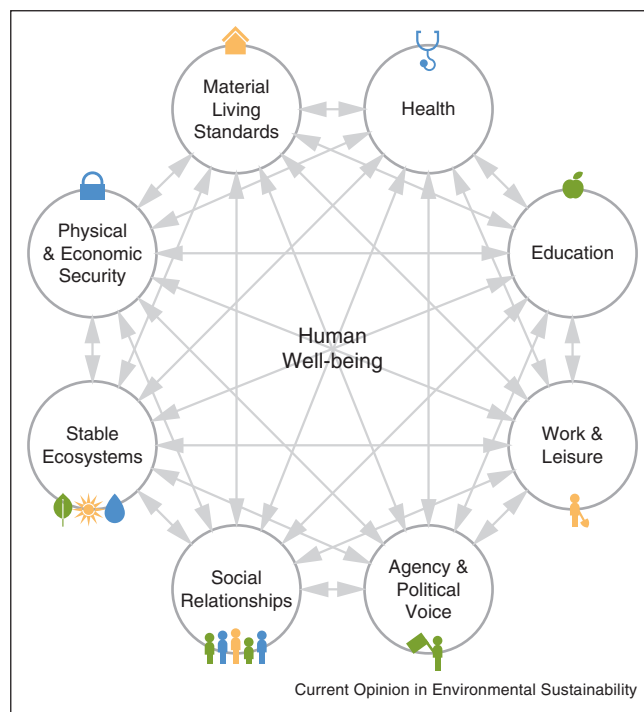 Material
Living
Standards
Health
Physical
& Economic
Security
Education
Human
Well-being
Stable
Ecosystems
Work &
Leisure
Social
Relationships
Agency &
Political
Voice
Current Opinion in Environmental Sustainability